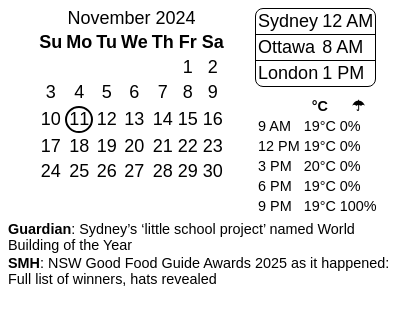 November 2024
Su Mo Tu We Th Fr Sa
1 2
3 4 5 6 7 8 9
10 11 12 13 14 15 16
17 18 19 20 21 22 23
24 25 26 27 28 29 30
Sydney 12 AM
Ottawa 8 AM
London 1 PM
°C ☂
9 AM 19°C 0%
12 PM 19°C 0%
3 PM 20°C 0%
6 PM 19°C 0%
9 PM 19°C 100%
Guardian: Sydney’s ‘little school project’ named World
Building of the Year
SMH: NSW Good Food Guide Awards 2025 as it happened:
Full list of winners, hats revealed